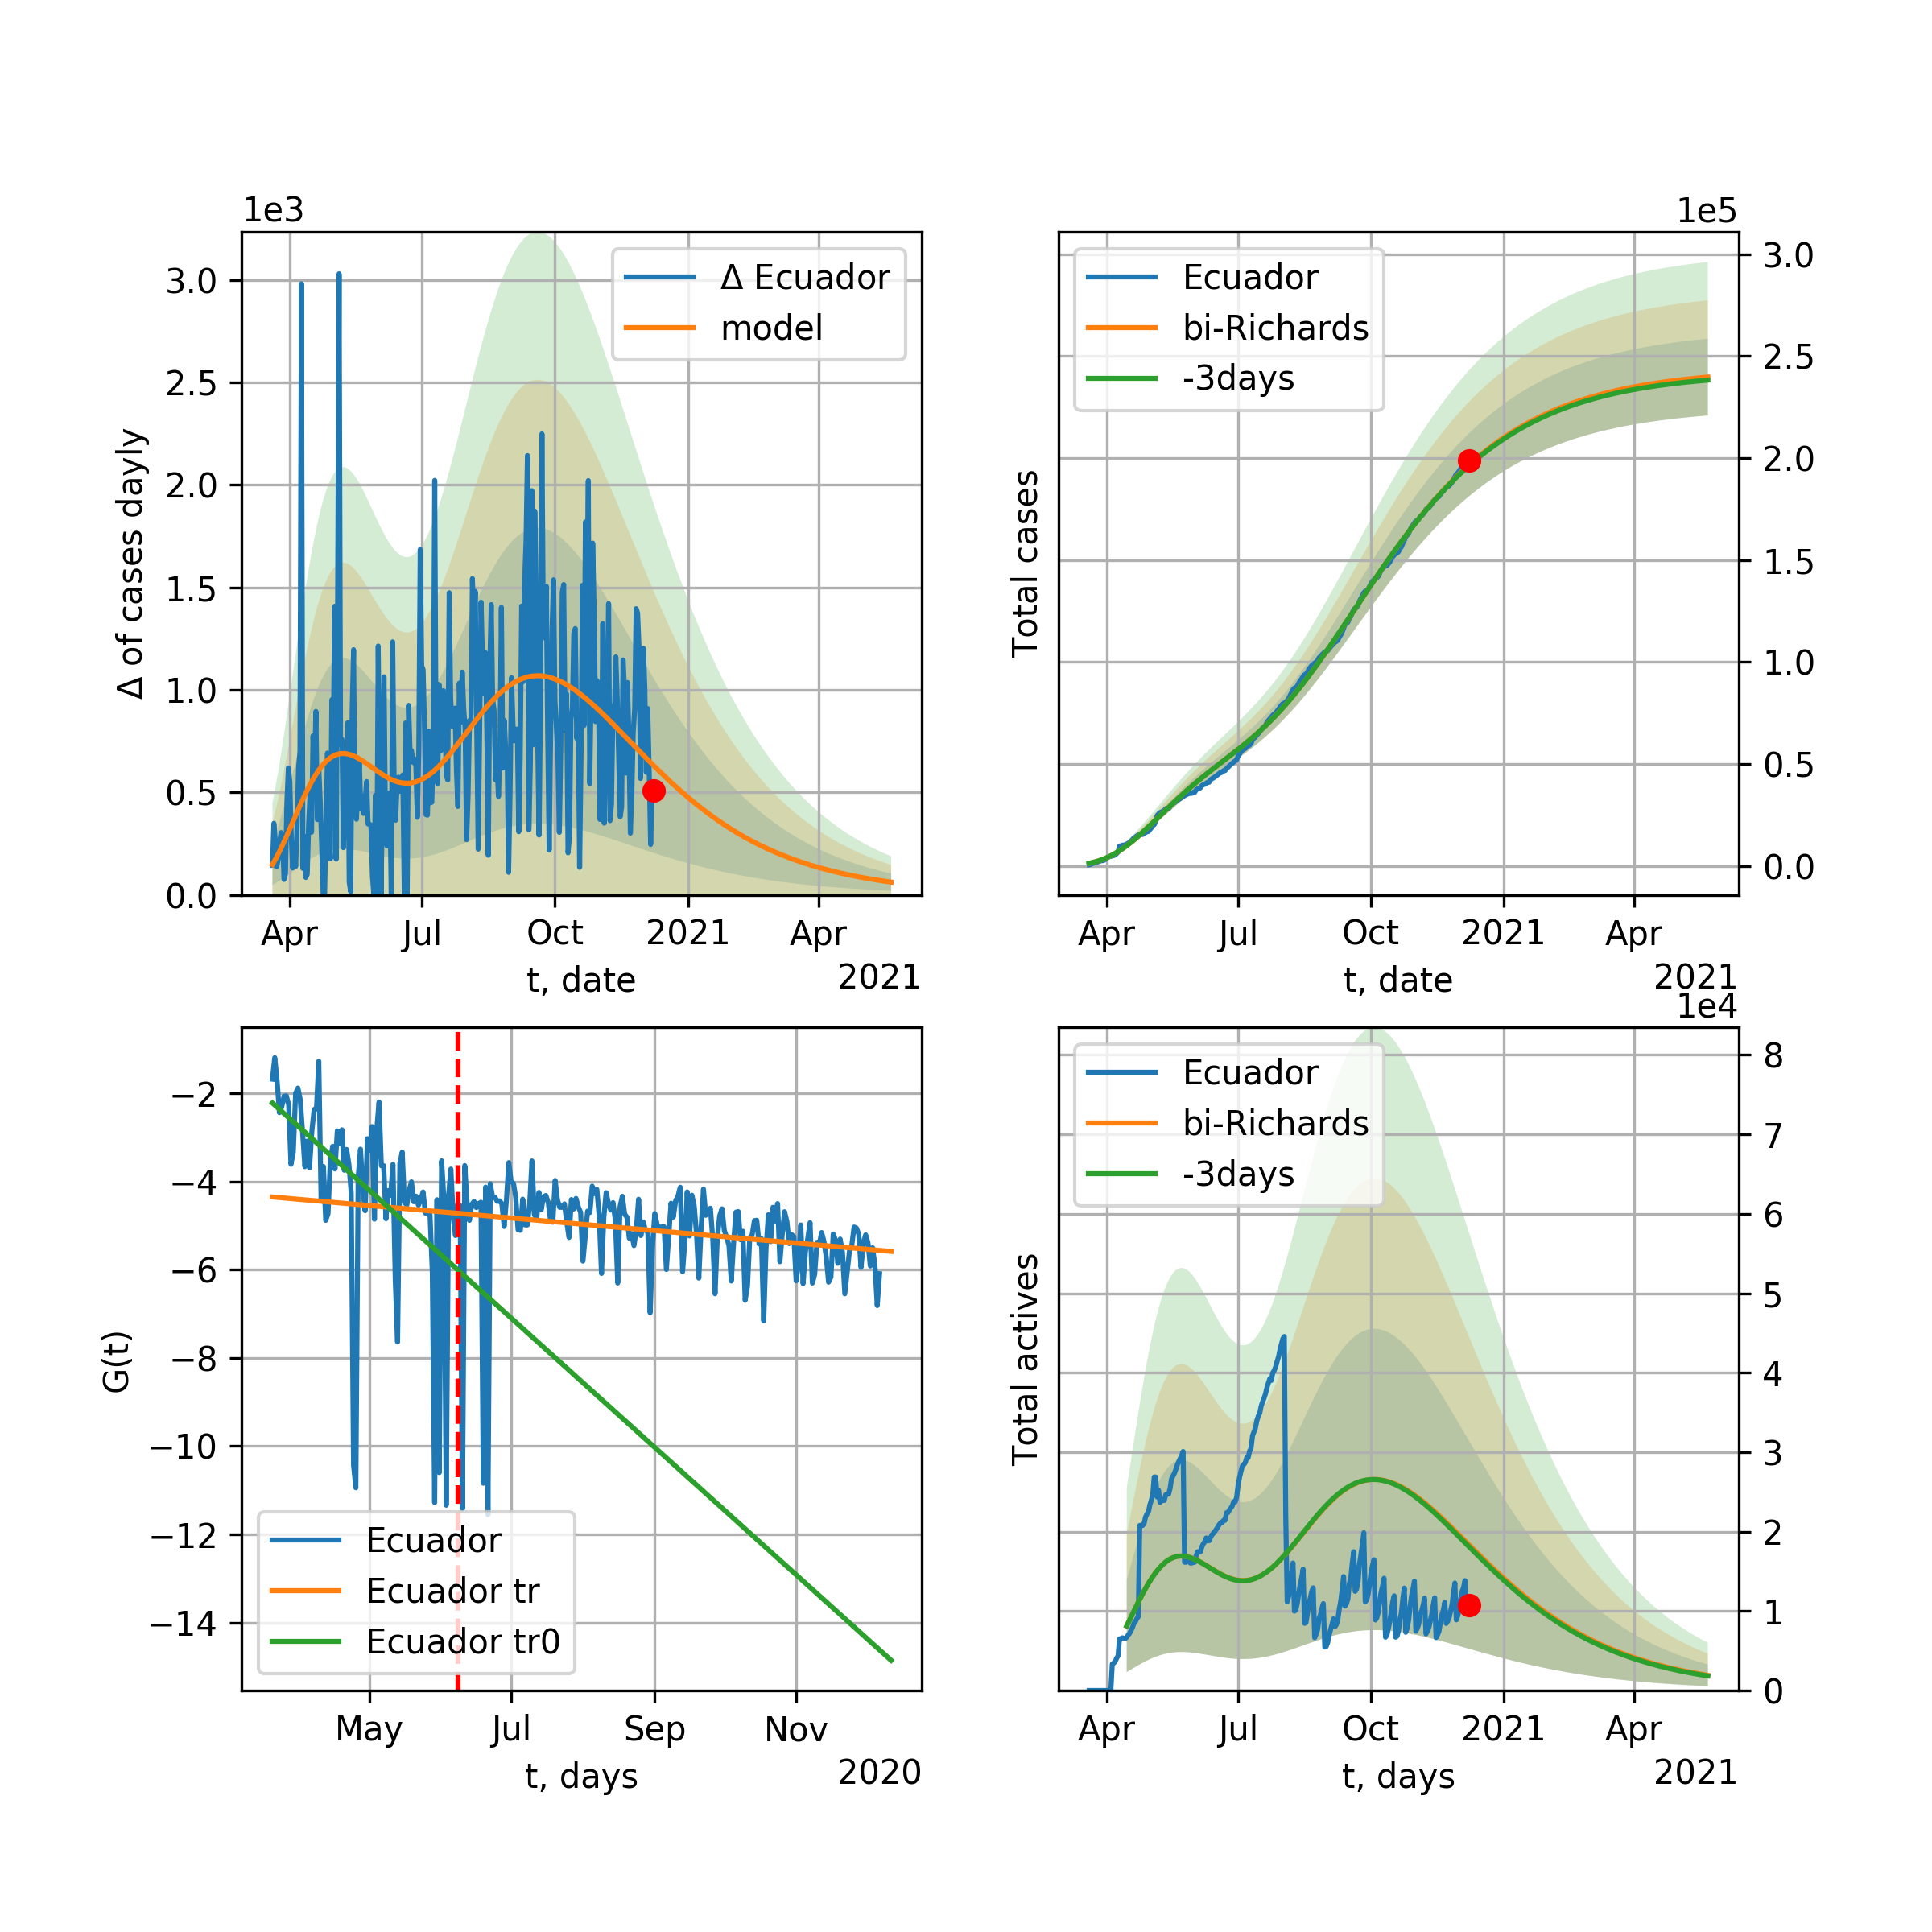 1e3
3.0
2.5
2.0
1.5
1.0
0.5
0.0
Δ of cases dayly
Δ Ecuador
model
Apr Jul Oct 2021 Apr
t, date
2021
1e5
Total cases
Ecuador
bi-Richards
-3days
3.0
2.5
2.0
1.5
1.0
0.5
0.0
Apr Jul Oct 2021 Apr
t, date
2021
G(t)
−2
−4
−6
−8
−10
−12
−14
Ecuador
Ecuador tr
Ecuador tr0
May Jul Sep Nov
t, days
2020
1e4
Total actives
Ecuador
bi-Richards
-3days
8
7
6
5
4
3
2
1
0
Apr Jul Oct 2021 Apr
t, days
2021